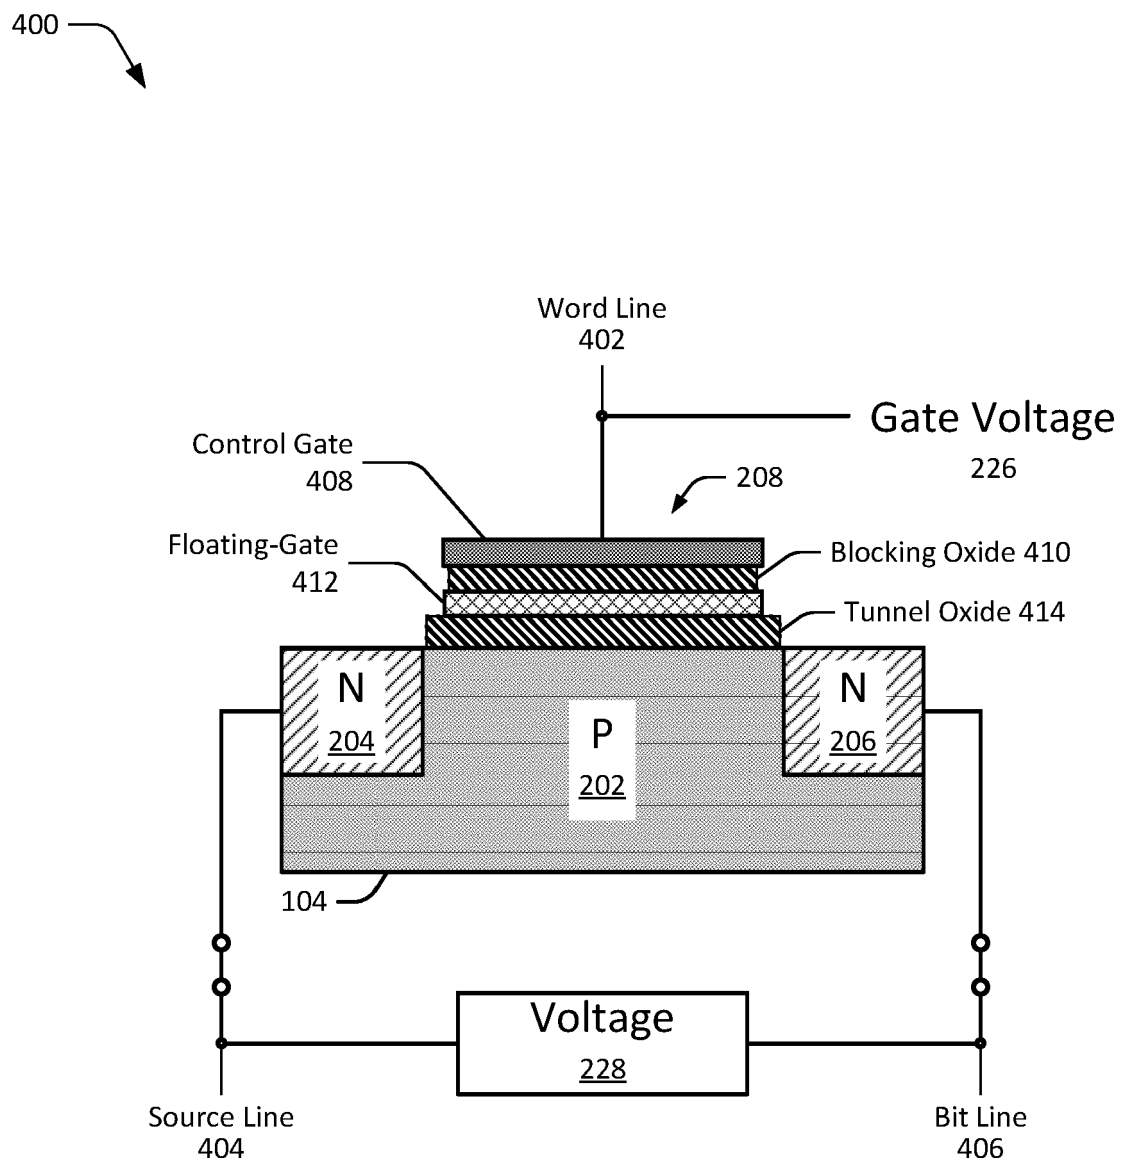 400
Word Line
402
Gate Voltage
226
Control Gate
408
208
Floating-Gate
412
Blocking Oxide 410
Tunnel Oxide 414
N
204
P
202
N
206
104
Voltage
228
Source Line
404
Bit Line
406